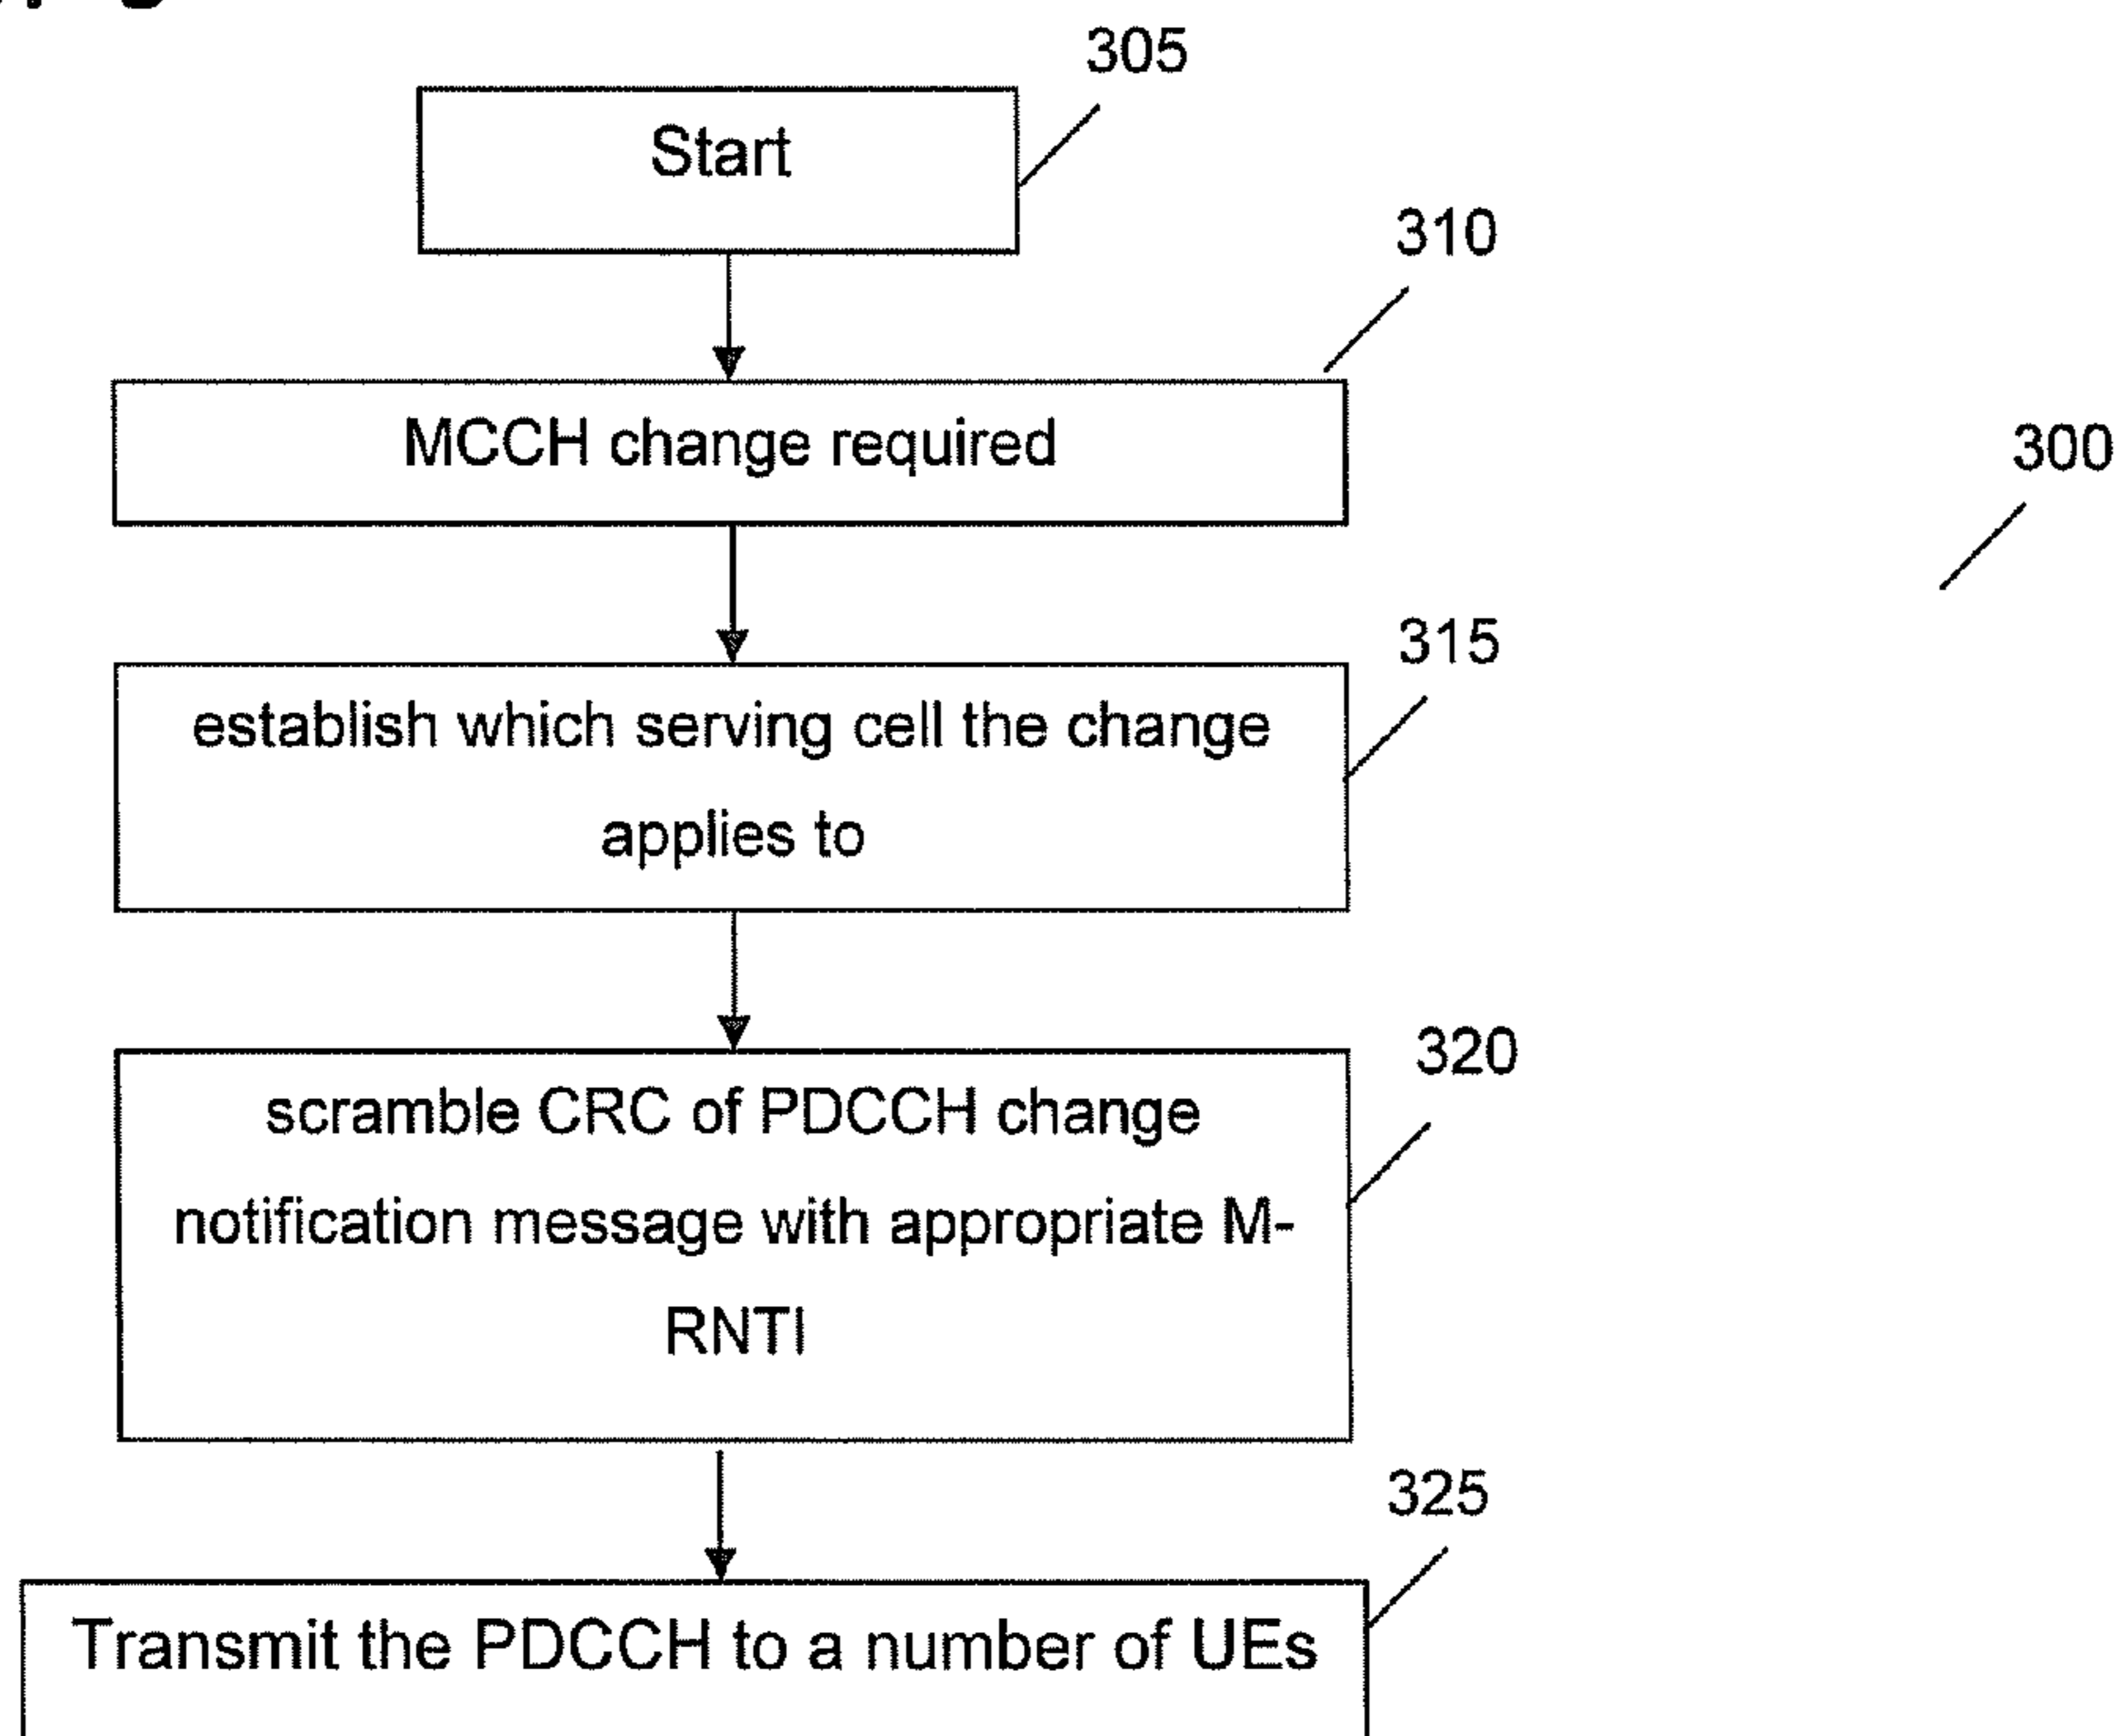 Start
305
MCCH change required
310
300
establish which serving cell the change
applies to
315
scramble CRC of PDCCH change
notification message with appropriate M-
RNTI
320
Transmit the PDCCH to a number of UEs
325